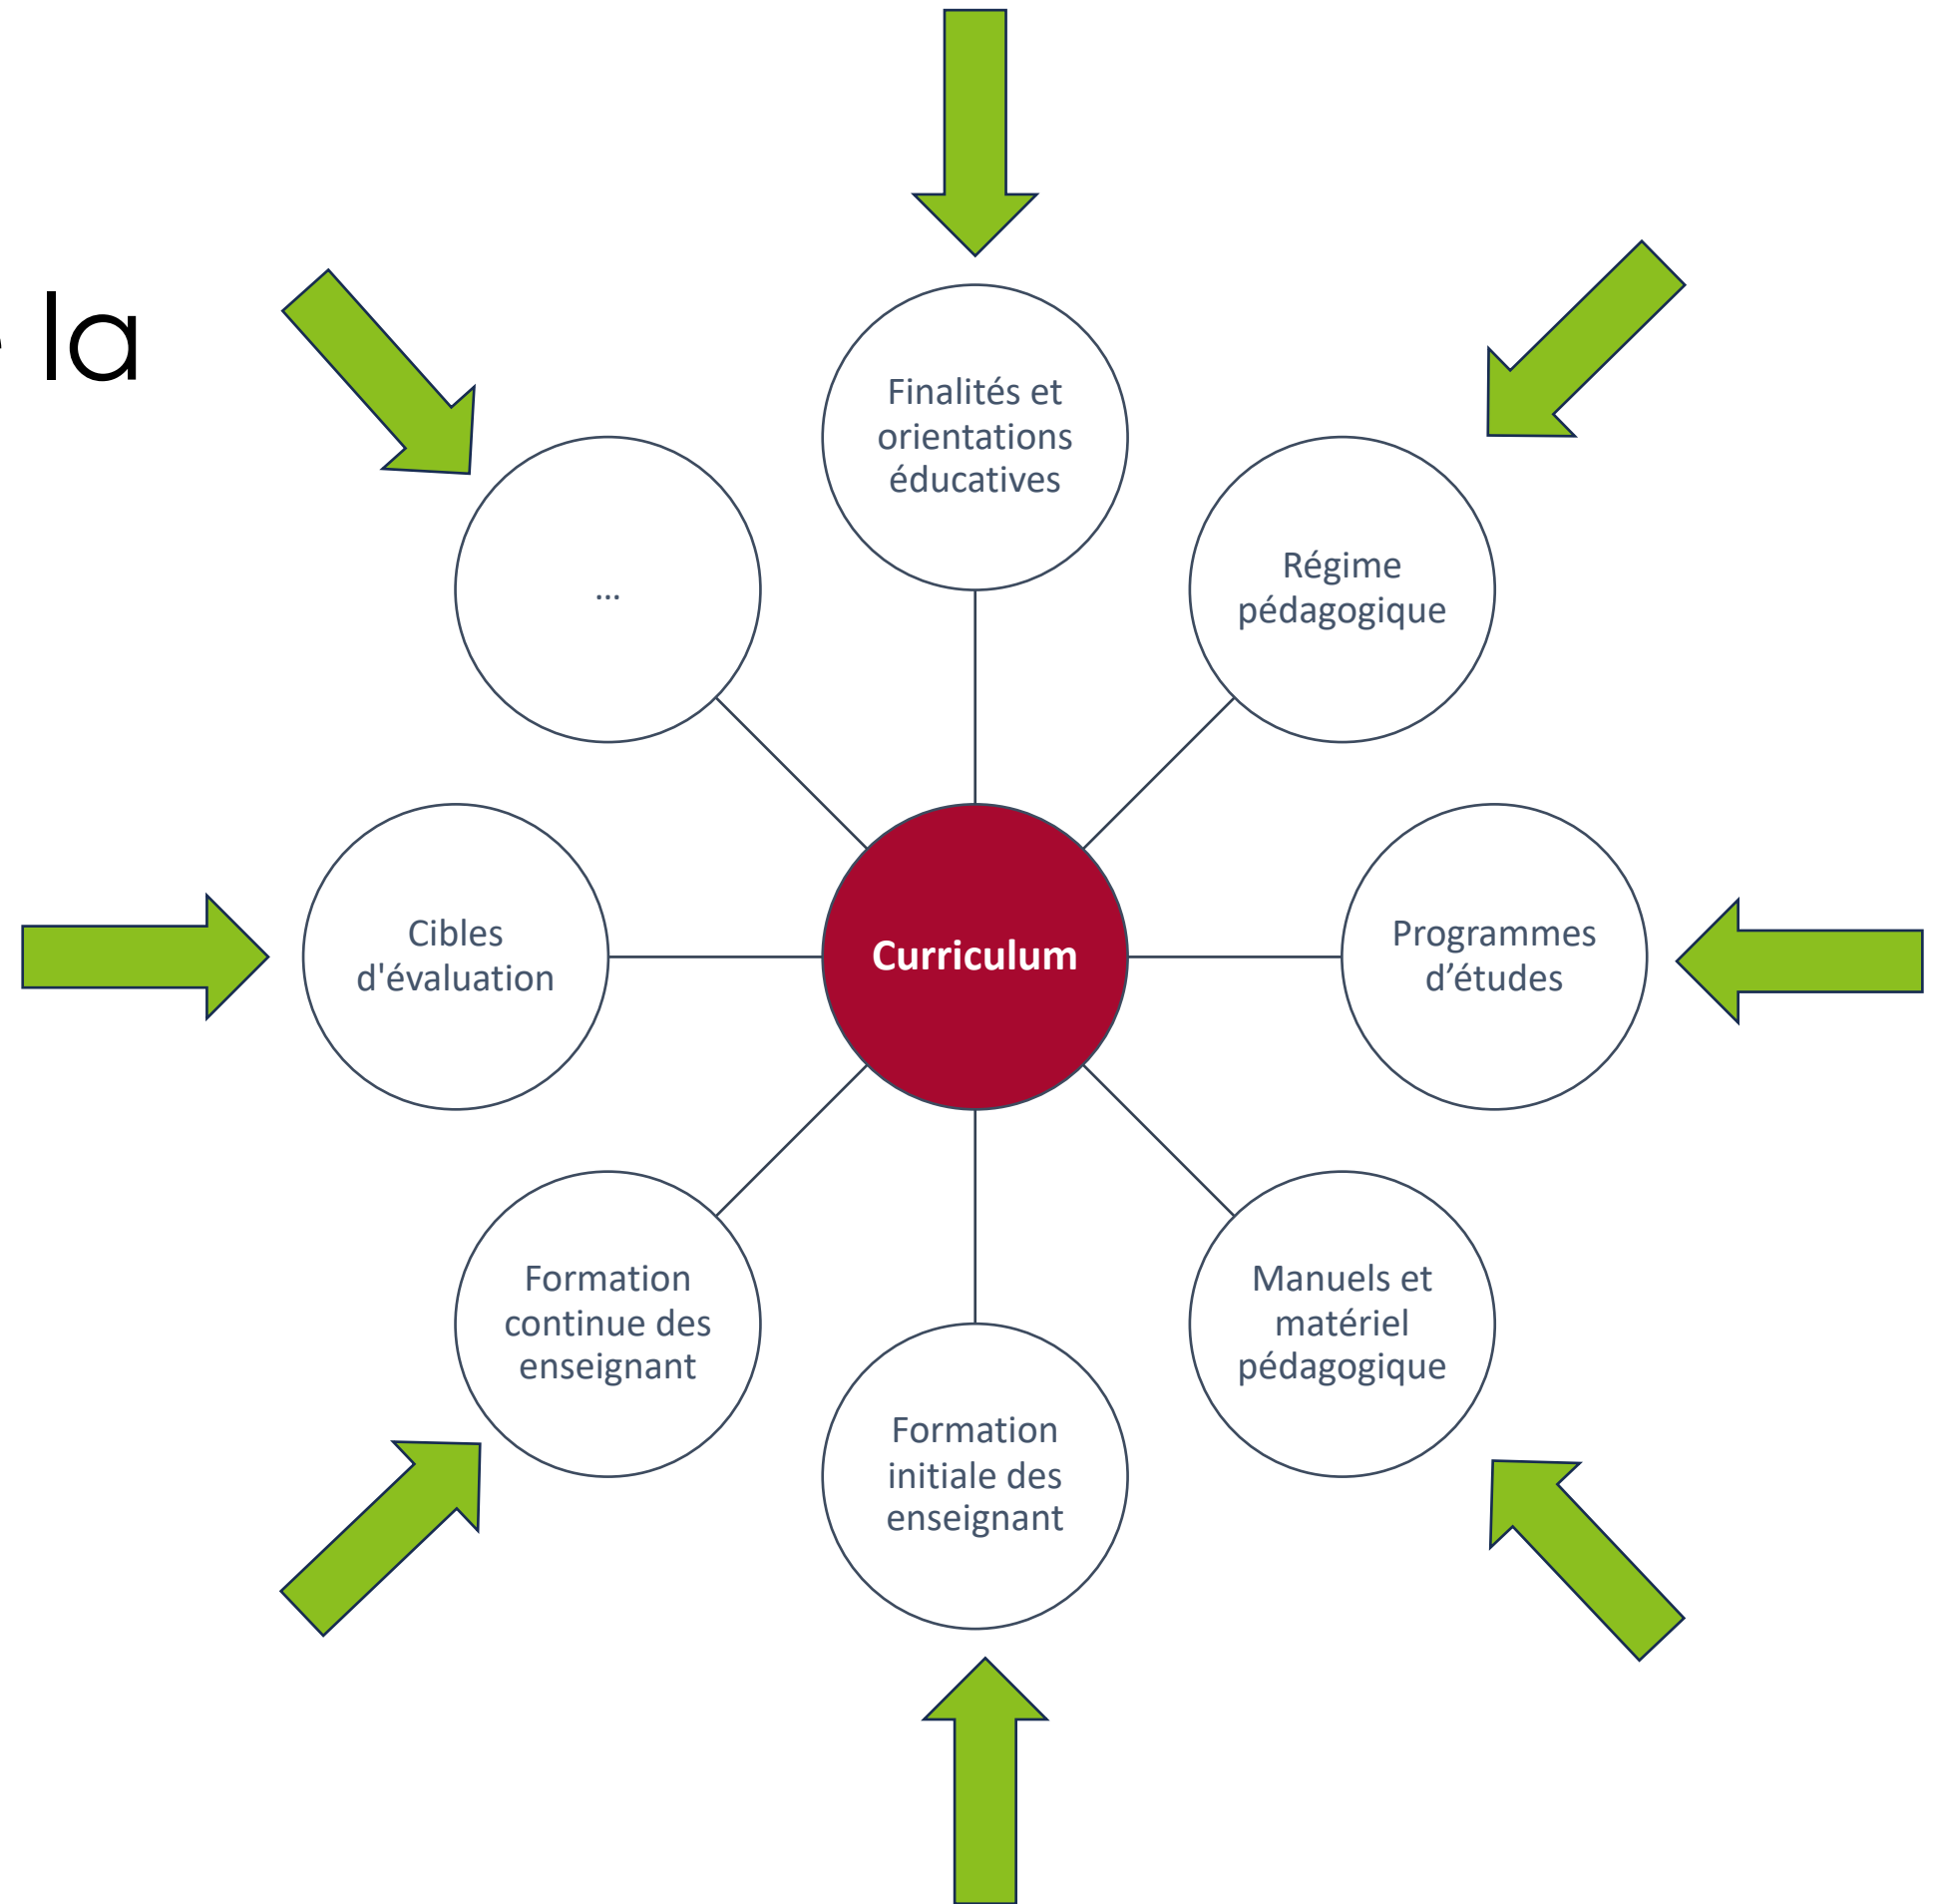 la
Finalités et
orientations
éducatives
Régime
pédagogique
Programmes
d’études
Manuels et
matériel
pédagogique
Formation
initiale des
enseignant
Formation
continue des
enseignant
Cibles
d'évaluation
...
Curriculum